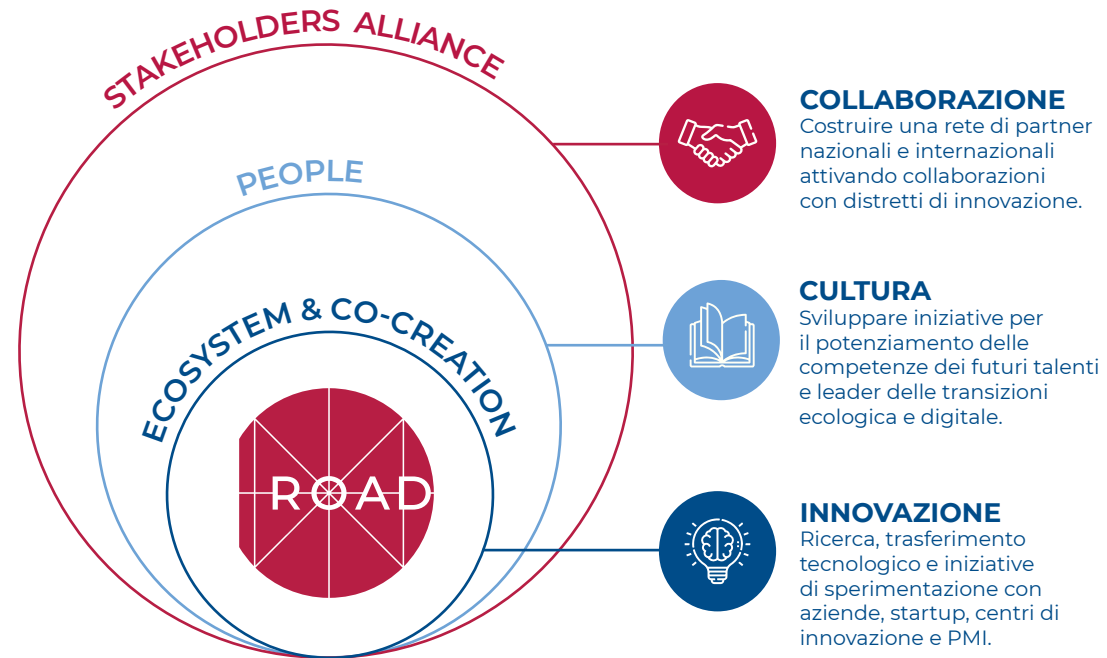 STAKEHOLDERS ALLIANCE
PEOPLE
ECOSYSTEM & CO-CREATION
ROAD
COLLABORAZIONE
Costruire una rete di partner
nazionali e internazionali
attivando collaborazioni
con distretti di innovazione.
CULTURA
Sviluppare iniziative per
il potenziamento delle
competenze dei futuri talenti
e leader delle transizioni
ecologica e digitale.
INNOVAZIONE
Ricerca, trasferimento
tecnologico e iniziative
di sperimentazione con
aziende, startup, centri di
innovazione e PMI.